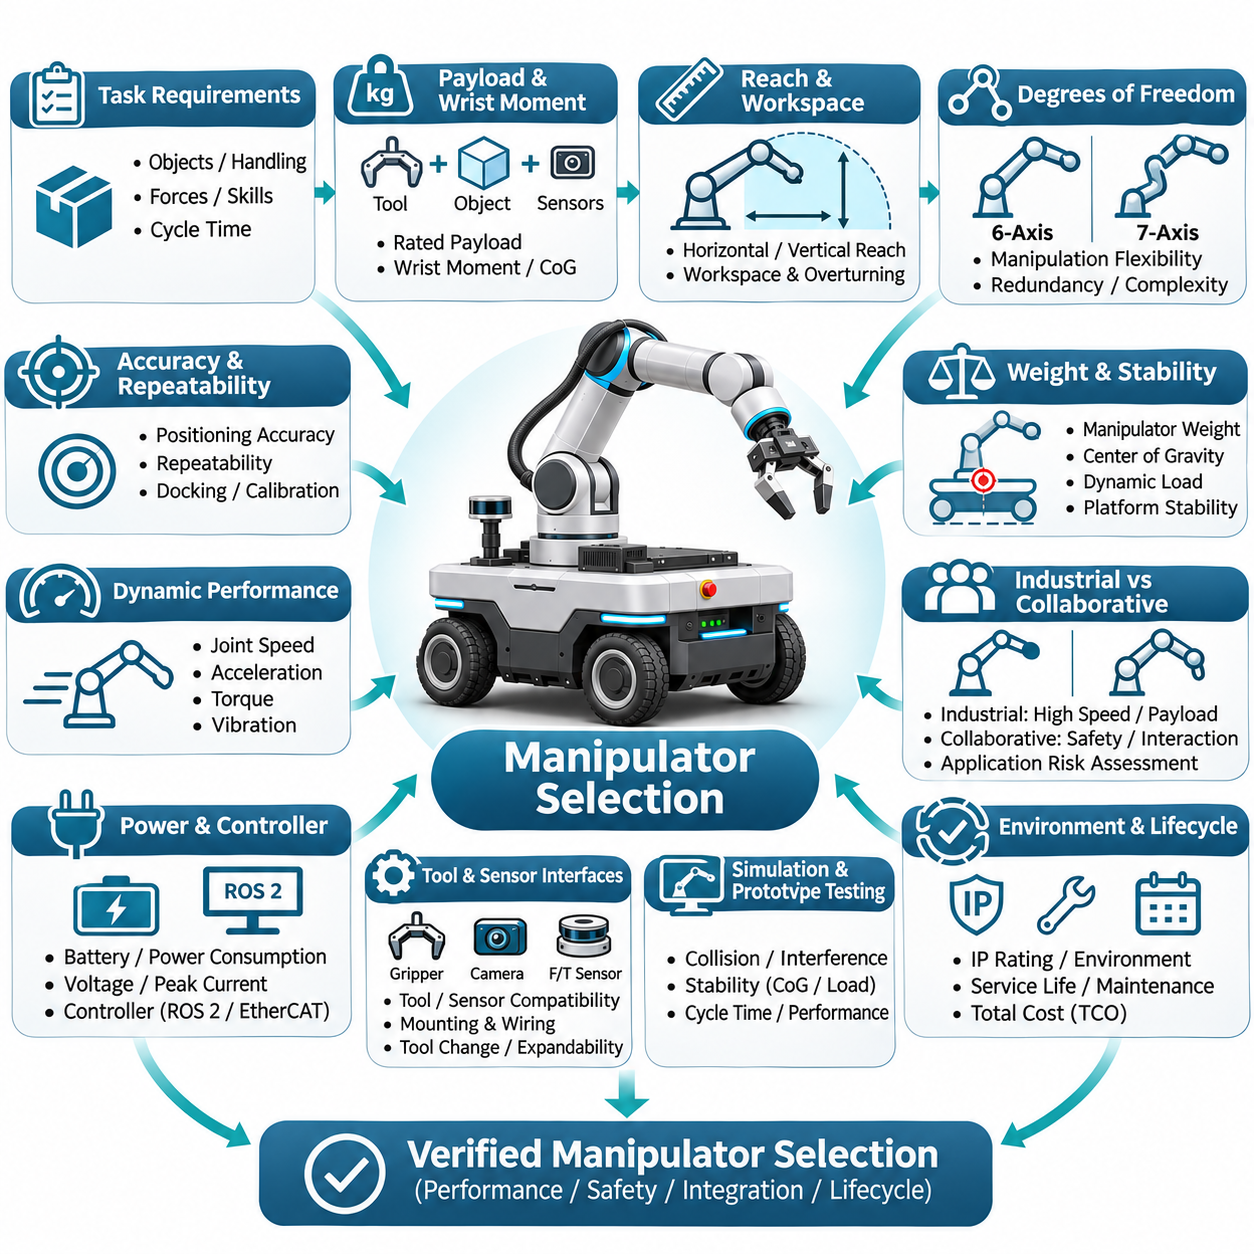 Task Requirements
• Objects / Handling
• Forces / Skills
• Cycle Time
kg
Payload &
Wrist Moment
Tool
Object
Sensors
• Rated Payload
• Wrist Moment / CoG
Reach &
Workspace
• Horizontal / Vertical Reach
• Workspace & Overturning
Degrees of Freedom
6-Axis
7-Axis
• Manipulation Flexibility
• Redundancy / Complexity
Accuracy &
Repeatability
• Positioning Accuracy
• Repeatability
• Docking / Calibration
Weight & Stability
• Manipulator Weight
• Center of Gravity
• Dynamic Load
• Platform Stability
Dynamic Performance
• Joint Speed
• Acceleration
• Torque
• Vibration
Industrial vs
Collaborative
• Industrial: High Speed / Payload
• Collaborative: Safety / Interaction
• Application Risk Assessment
Manipulator
Selection
Power & Controller
ROS 2
• Battery / Power Consumption
• Voltage / Peak Current
• Controller (ROS 2 / EtherCAT)
Tool & Sensor Interfaces
Gripper
Camera
F/T Sensor
• Tool / Sensor Compatibility
• Mounting & Wiring
• Tool Change / Expandability
Simulation &
Prototype Testing
• Collision / Interference
• Stability (CoG / Load)
• Cycle Time / Performance
Environment & Lifecycle
IP
• IP Rating / Environment
• Service Life / Maintenance
• Total Cost (TCO)
Verified Manipulator Selection
(Performance / Safety / Integration / Lifecycle)